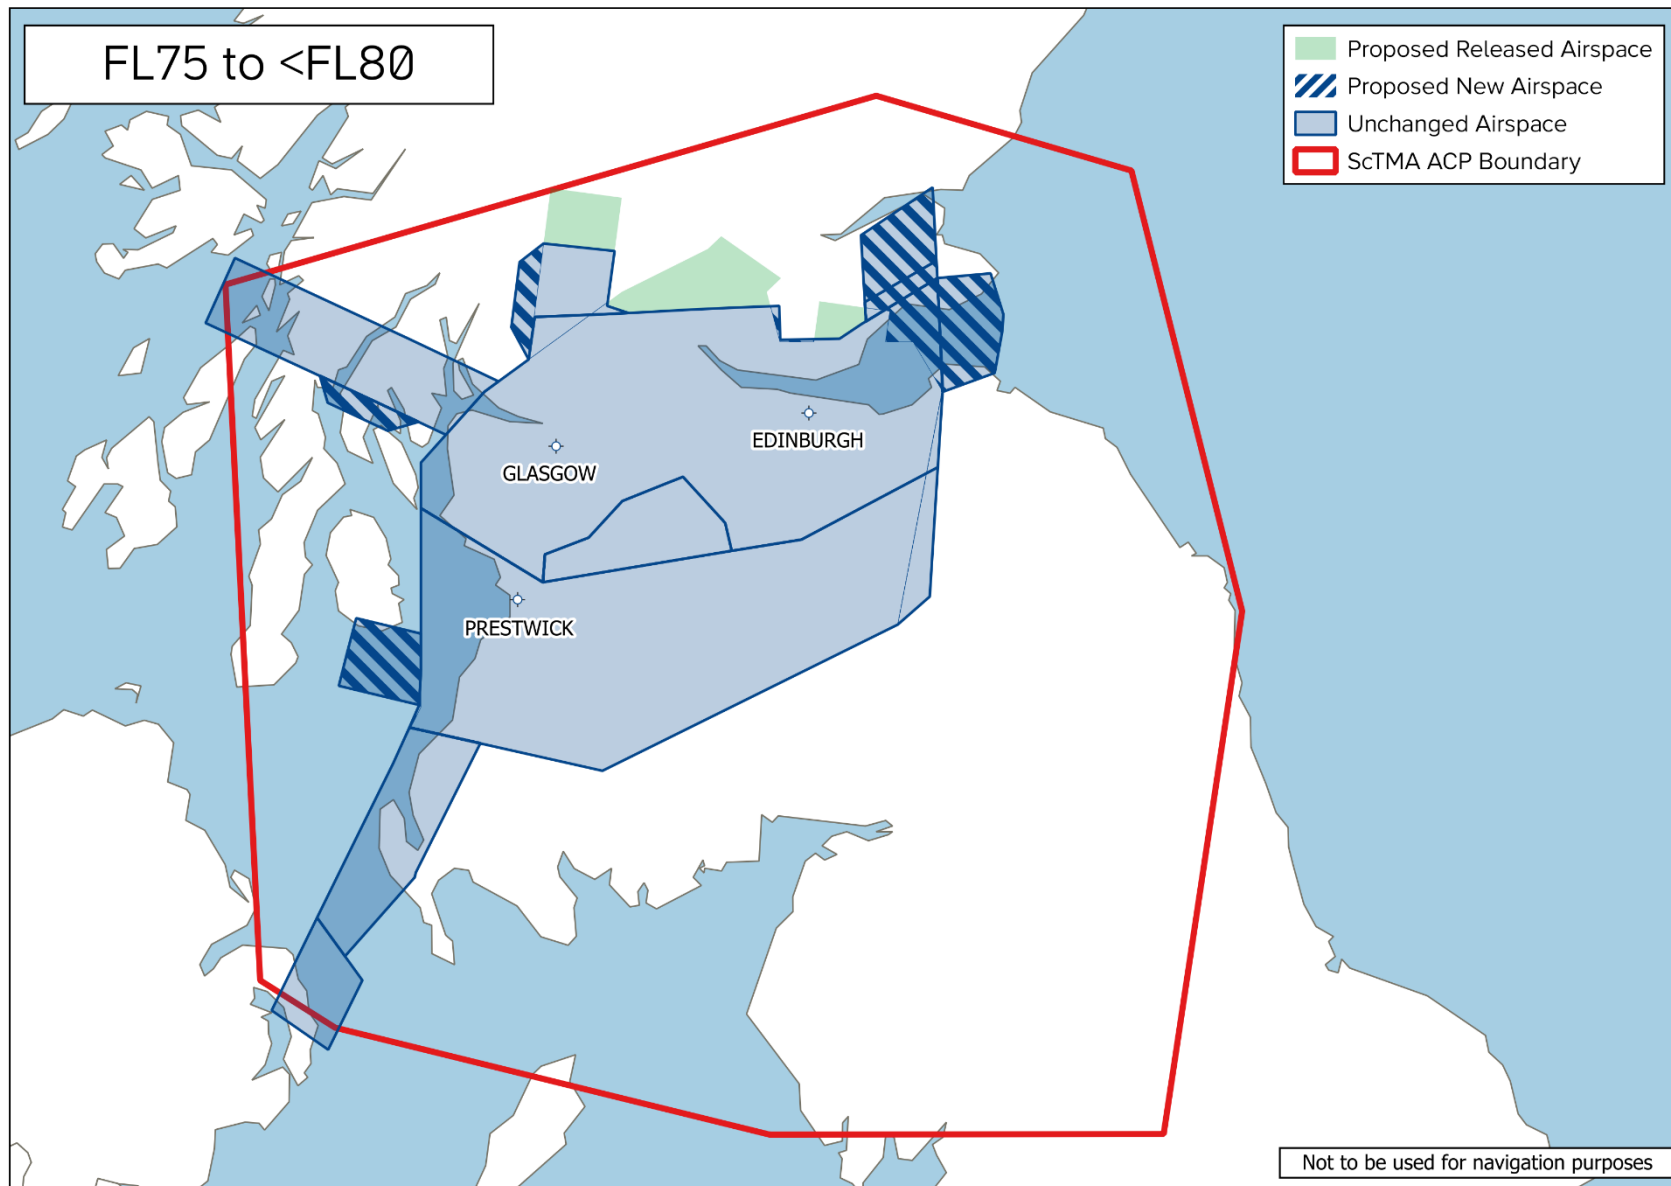 FL75 to <FL80
Proposed Released Airspace
Proposed New Airspace
Unchanged Airspace
ScTMA ACP Boundary
EDINBURGH
GLASGOW
PRESTWICK
Not to be used for navigation purposes